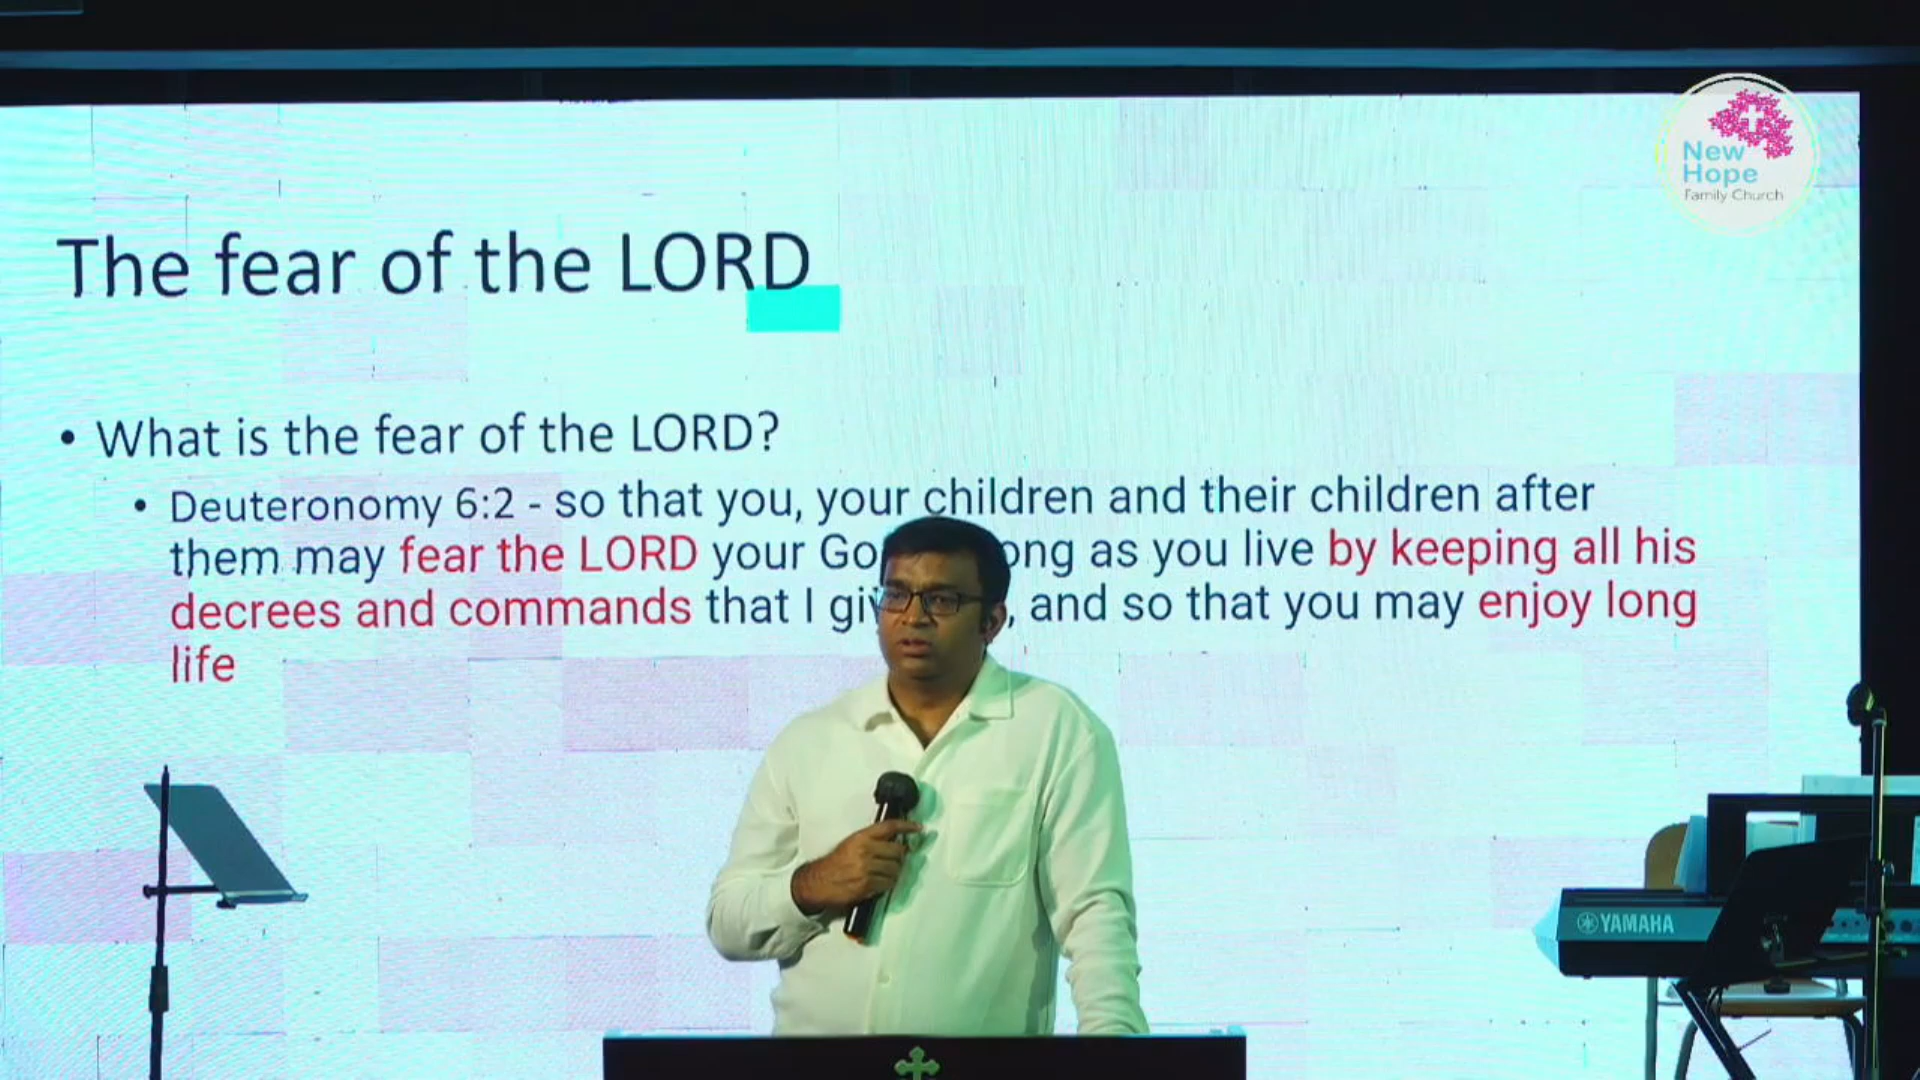 New
Hope
Family Church
The fear of the LORD
• What is the fear of the LORD?
• Deuteronomy 6:2 - so that you, your children and their children after
them may fear the LORD your ong as you live by keeping all his
decrees and commands that I , and so that you may enjoy long
life
YAMAHA